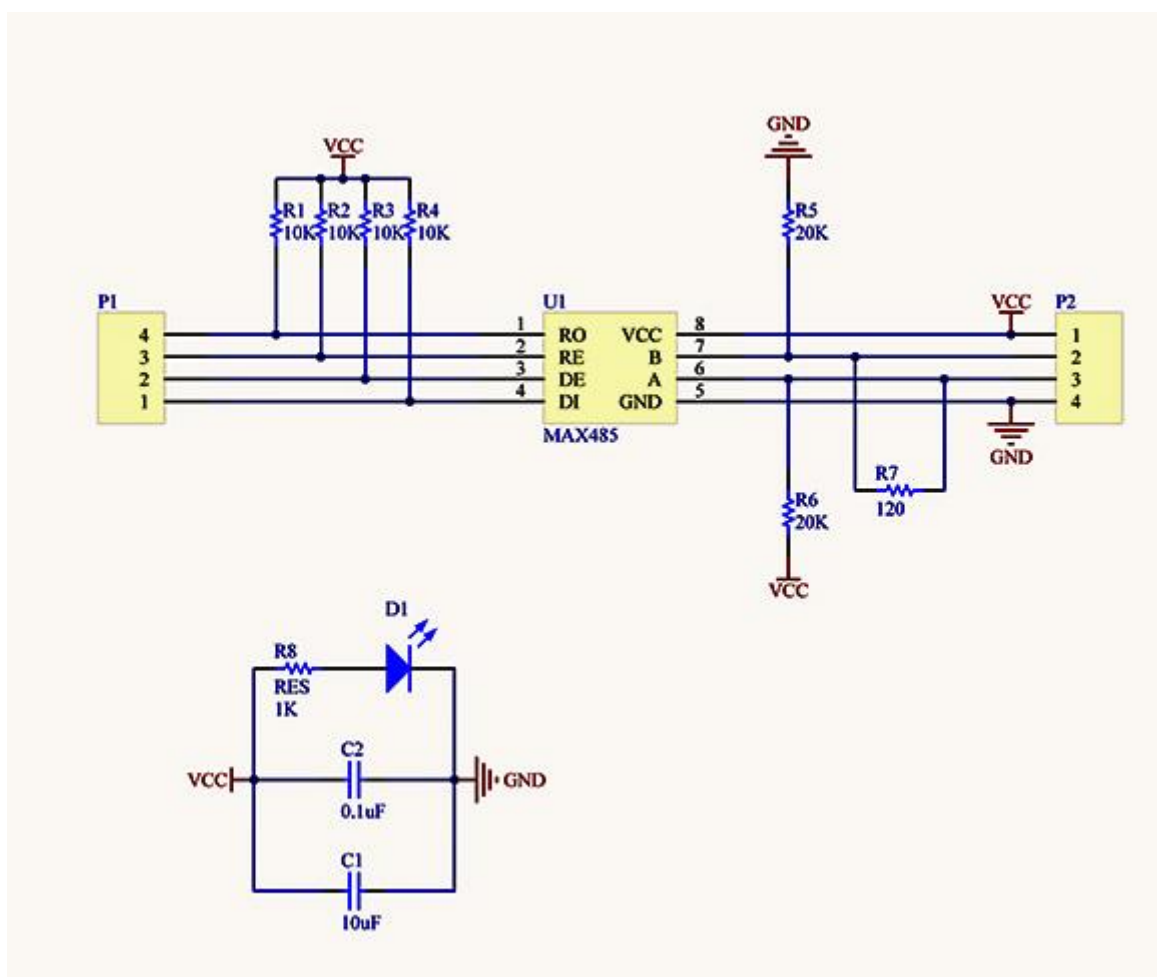 GND
VCC
R1 R2 R3 R4
10K 10K 10K 10K
R5
20K
P1
U1
VCC
P2
4 1 RO VCC 8 1
3 2 RE B 7 2
2 3 DE A 6 3
1 4 DI GND 5 4
MAX485
GND
R7
120
R6
20K
VCC
D1
R8
RES
1K
C2
VCC
GND
0.1uF
C1
10uF